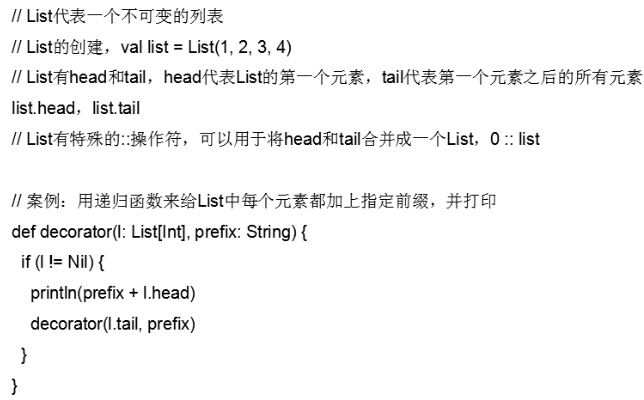 // List代表一个不可变的列表
// List的创建，val list = List(1, 2, 3, 4)
// List有head和tail，head代表List的第一个元素，tail代表第一个元素之后的所有元素
list.head，list.tail
// List有特殊的::操作符，可以用于将head和tail合并成一个List，0 :: list
// 案例：用递归函数来给List中每个元素都加上指定前缀，并打印
def decorator(l: List[Int], prefix: String) {
if (l != Nil) {
println(prefix + l.head)
decorator(l.tail, prefix)
}
}